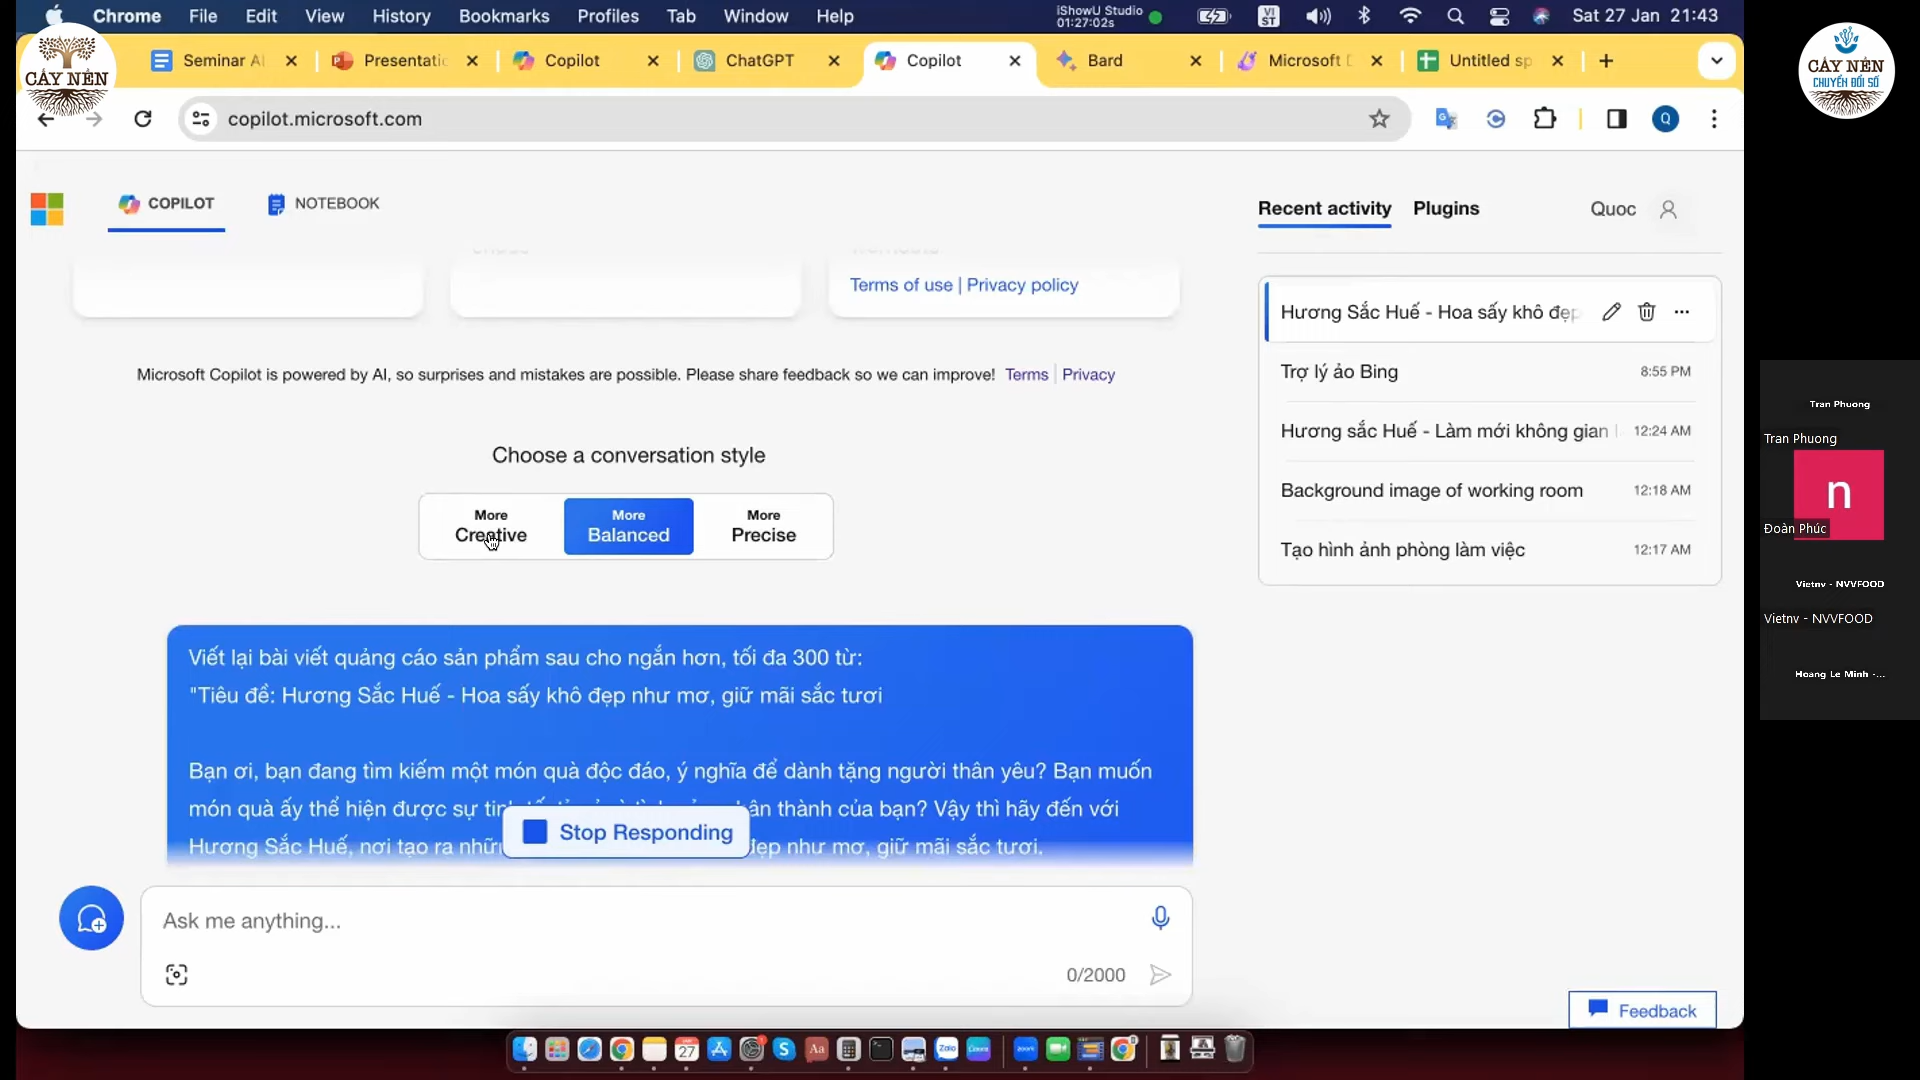 Chrome File Edit View History Bookmarks Profiles Tab Window Help
iShowU Studio
01:27:02s
VI
ST
Sat 27 Jan 21:43
CÂY NỀN
Seminar AI
Presentatio
Copilot
ChatGPT
Copilot
Bard
Microsoft D
Untitled sp
CÂY NỀN
CHUYỂN ĐỔI SỐ
copilot.microsoft.com
Q
COPILOT
NOTEBOOK
Recent activity
Plugins
Quoc
Terms of use | Privacy policy
Hương Sắc Huế - Hoa sấy khô đẹp
Microsoft Copilot is powered by AI, so surprises and mistakes are possible. Please share feedback so we can improve! Terms Privacy
Trợ lý ảo Bing 8:55 PM
Hương sắc Huế - Làm mới không gian 12:24 AM
Background image of working room 12:18 AM
Tạo hình ảnh phòng làm việc 12:17 AM
Choose a conversation style
More Creative
More Balanced
More Precise
Viết lại bài viết quảng cáo sản phẩm sau cho ngắn hơn, tối đa 300 từ:
"Tiêu đề: Hương Sắc Huế - Hoa sấy khô đẹp như mơ, giữ mãi sắc tươi
Bạn ơi, bạn đang tìm kiếm một món quà độc đáo, ý nghĩa để dành tặng người thân yêu? Bạn muốn
món quà ấy thể hiện được sự thành của bạn? Vậy thì hãy đến với
Hương Sắc Huế, nơi tạo ra đẹp như mơ, giữ mãi sắc tươi.
Stop Responding
Ask me anything...
0/2000
Feedback
Tran Phuong
Tran Phuong
n
Đoàn Phúc
Vietnv - NVVFOOD
Vietnv - NVVFOOD
Hoang Le Minh -...
27
Aa
Zalo
Canva
zoom